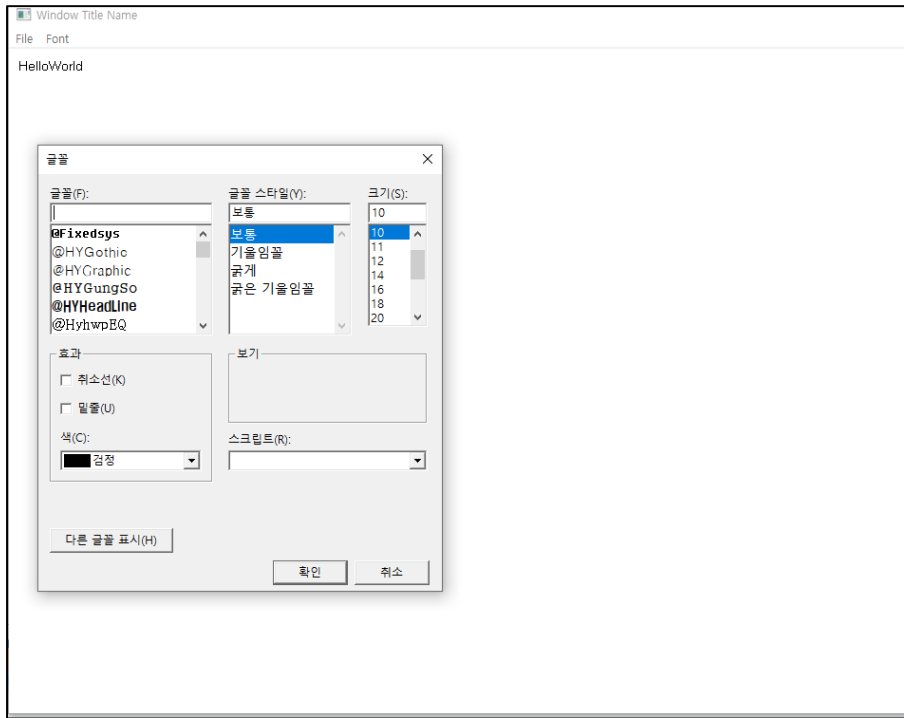 Window Title Name
File Font
HelloWorld
글꼴
글꼴(F):
글꼴 스타일(Y):
크기(S):
보통
10
@Fixedsys
@HYGothic
@HYGraphic
@HYGungSo
@HYHeadLine
@HyhwpEQ
보통
기울임꼴
굵게
굵은 기울임꼴
10
11
12
14
16
18
20
효과
취소선(K)
밑줄(U)
색(C):
검정
보기
스크립트(R):
다른 글꼴 표시(H)
확인
취소